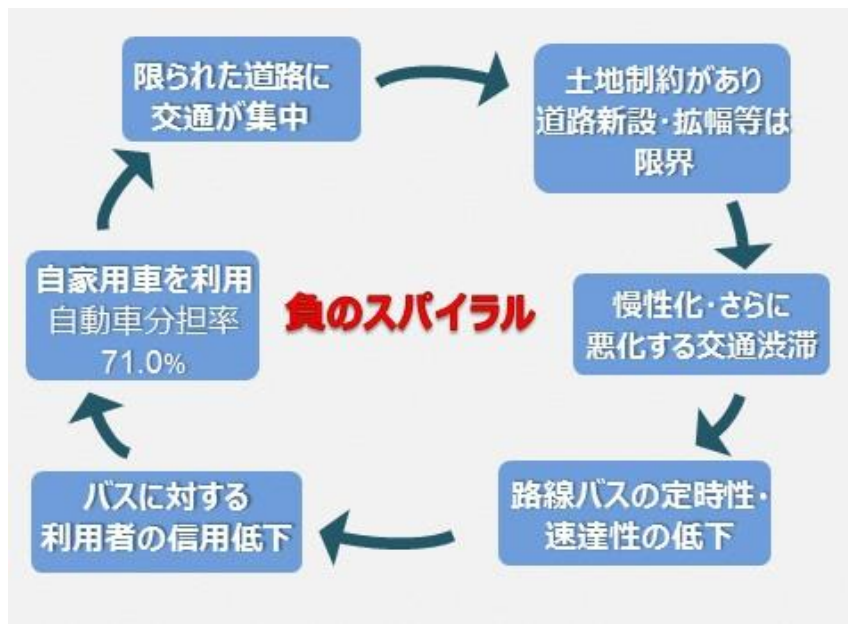 限られた道路に
交通が集中
土地制約があり
道路新設・拡幅等は
限界
慢性化・さらに
悪化する交通渋滞
路線バスの定時性・
速達性の低下
バスに対する
利用者の信用低下
自家用車を利用
自動車分担率
71.0%
負のスパイラル